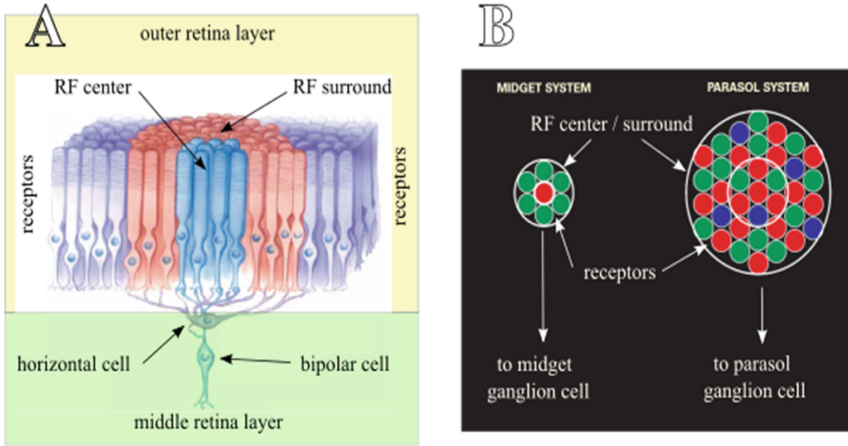 A
outer retina layer
RF center
RF surround
receptors
receptors
horizontal cell
bipolar cell
middle retina layer
B
MIDGET SYSTEM
PARASOL SYSTEM
RF center / surround
receptors
to midget
ganglion cell
to parasol
ganglion cell